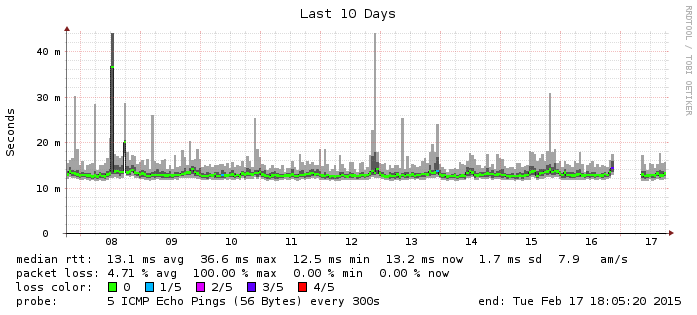 Last 10 Days
RRDTOOL / TOBI OETIKER
Seconds
40 m
30 m
20 m
10 m
0
08 09 10 11 12 13 14 15 16 17
median rtt: 13.1 ms avg 36.6 ms max 12.5 ms min 13.2 ms now 1.7 ms sd 7.9 am/s
packet loss: 4.71 % avg 100.00 % max 0.00 % min 0.00 % now
loss color: 0 1/5 2/5 3/5 4/5
probe: 5 ICMP Echo Pings (56 Bytes) every 300s end: Tue Feb 17 18:05:20 2015